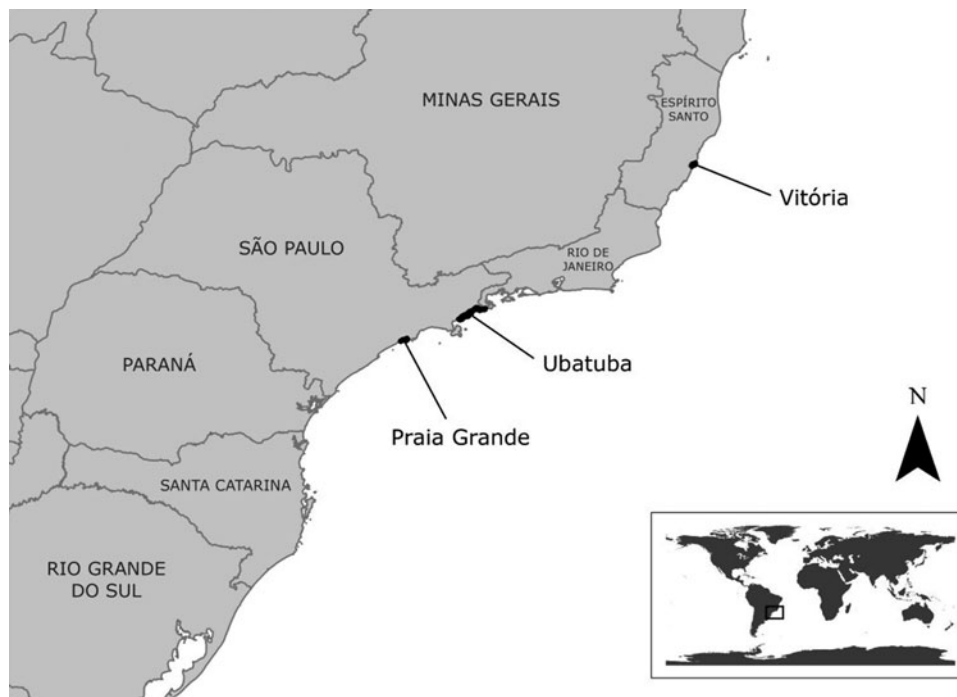 MINAS GERAIS
ESPÍRITO
SANTO
Vitória
SÃO PAULO
RIO DE
JANEIRO
Ubatuba
PARANÁ
Praia Grande
N
SANTA CATARINA
RIO GRANDE
DO SUL